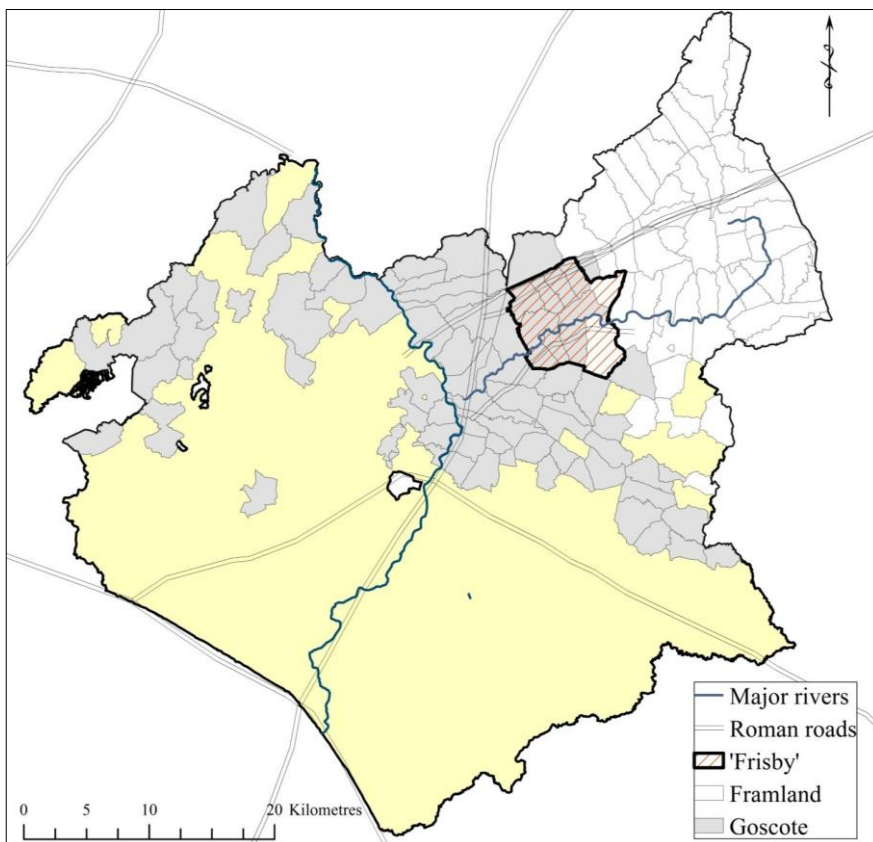 Major rivers
Roman roads
'Frisby'
Framland
Goscote
0 5 10 20 Kilometres